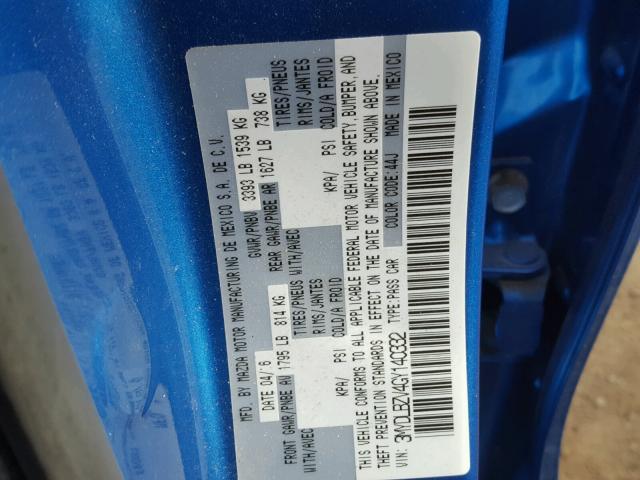 MFD. BY MAZDA MOTOR MANUFACTURING DE MEXICO S.A. DE C.V.
DATE 04/16 GVWR/PNBV 3393 LB 1539 KG
FRONT GAWR/PNBE AV 1795 LB 814 KG REAR GAWR/PNBE AR 1627 LB 738 KG
WITH/AVEC TIRES/PNEUS WITH/AVEC TIRES/PNEUS
RIMS/JANTES RIMS/JANTES
KPA/ PSI COLD/A FROID KPA/ PSI COLD/A FROID
THIS VEHICLE CONFORMS TO ALL APPLICABLE FEDERAL MOTOR VEHICLE SAFETY, BUMPER, AND
THEFT PREVENTION STANDARDS IN EFFECT ON THE DATE OF MANUFACTURE SHOWN ABOVE.
VIN: 3MYDLBZV4GY140332 TYPE:PASS CAR COLOR CODE:44J MADE IN MEXICO